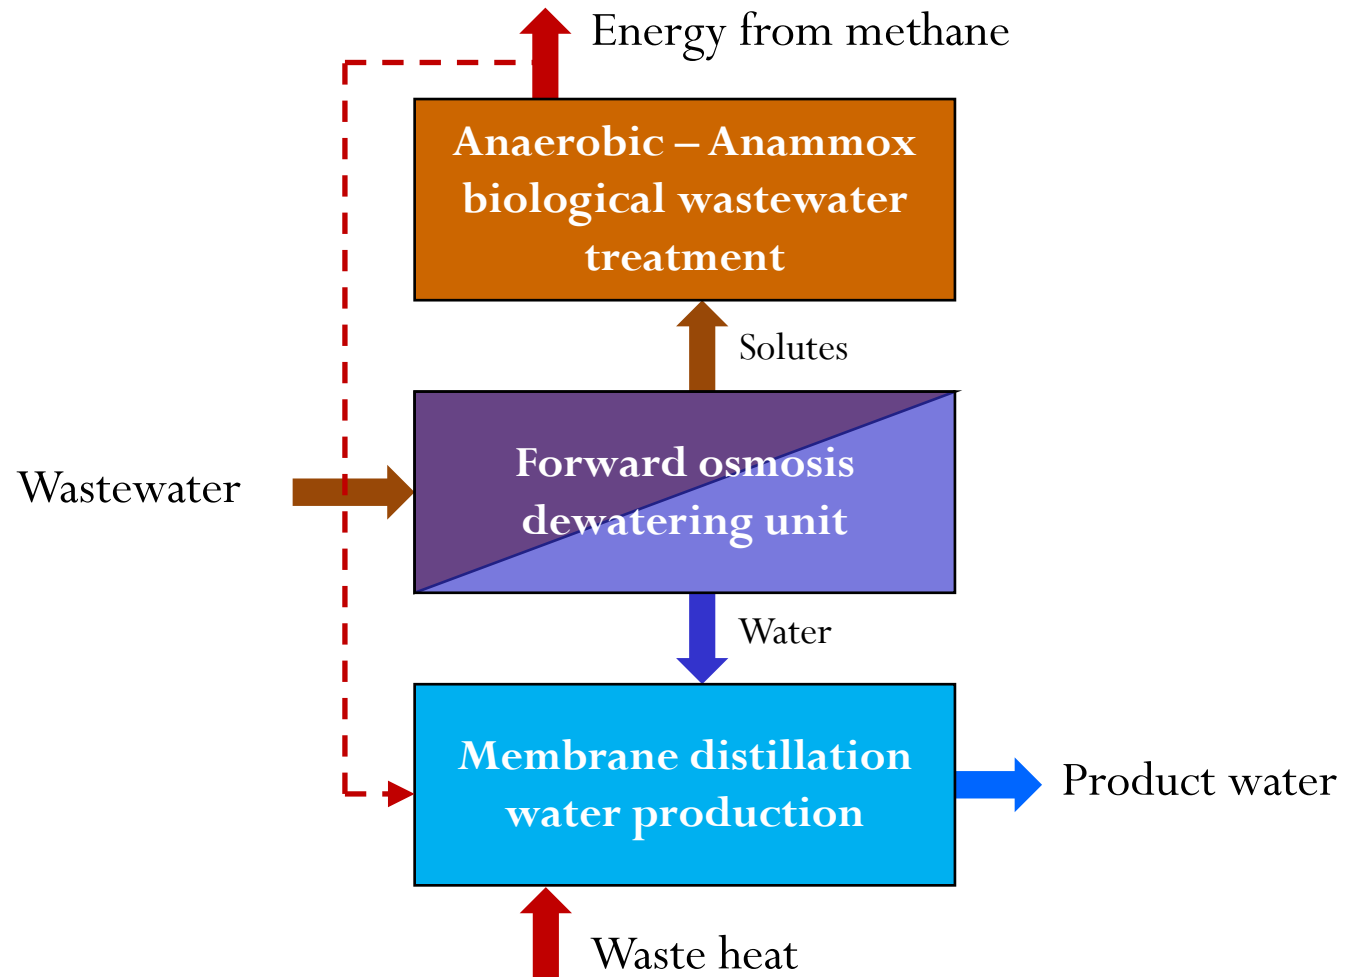 Energy from methane
Anaerobic – Anammox
biological wastewater
treatment
Solutes
Wastewater
Forward osmosis
dewatering unit
Water
Membrane distillation
water production
Product water
Waste heat